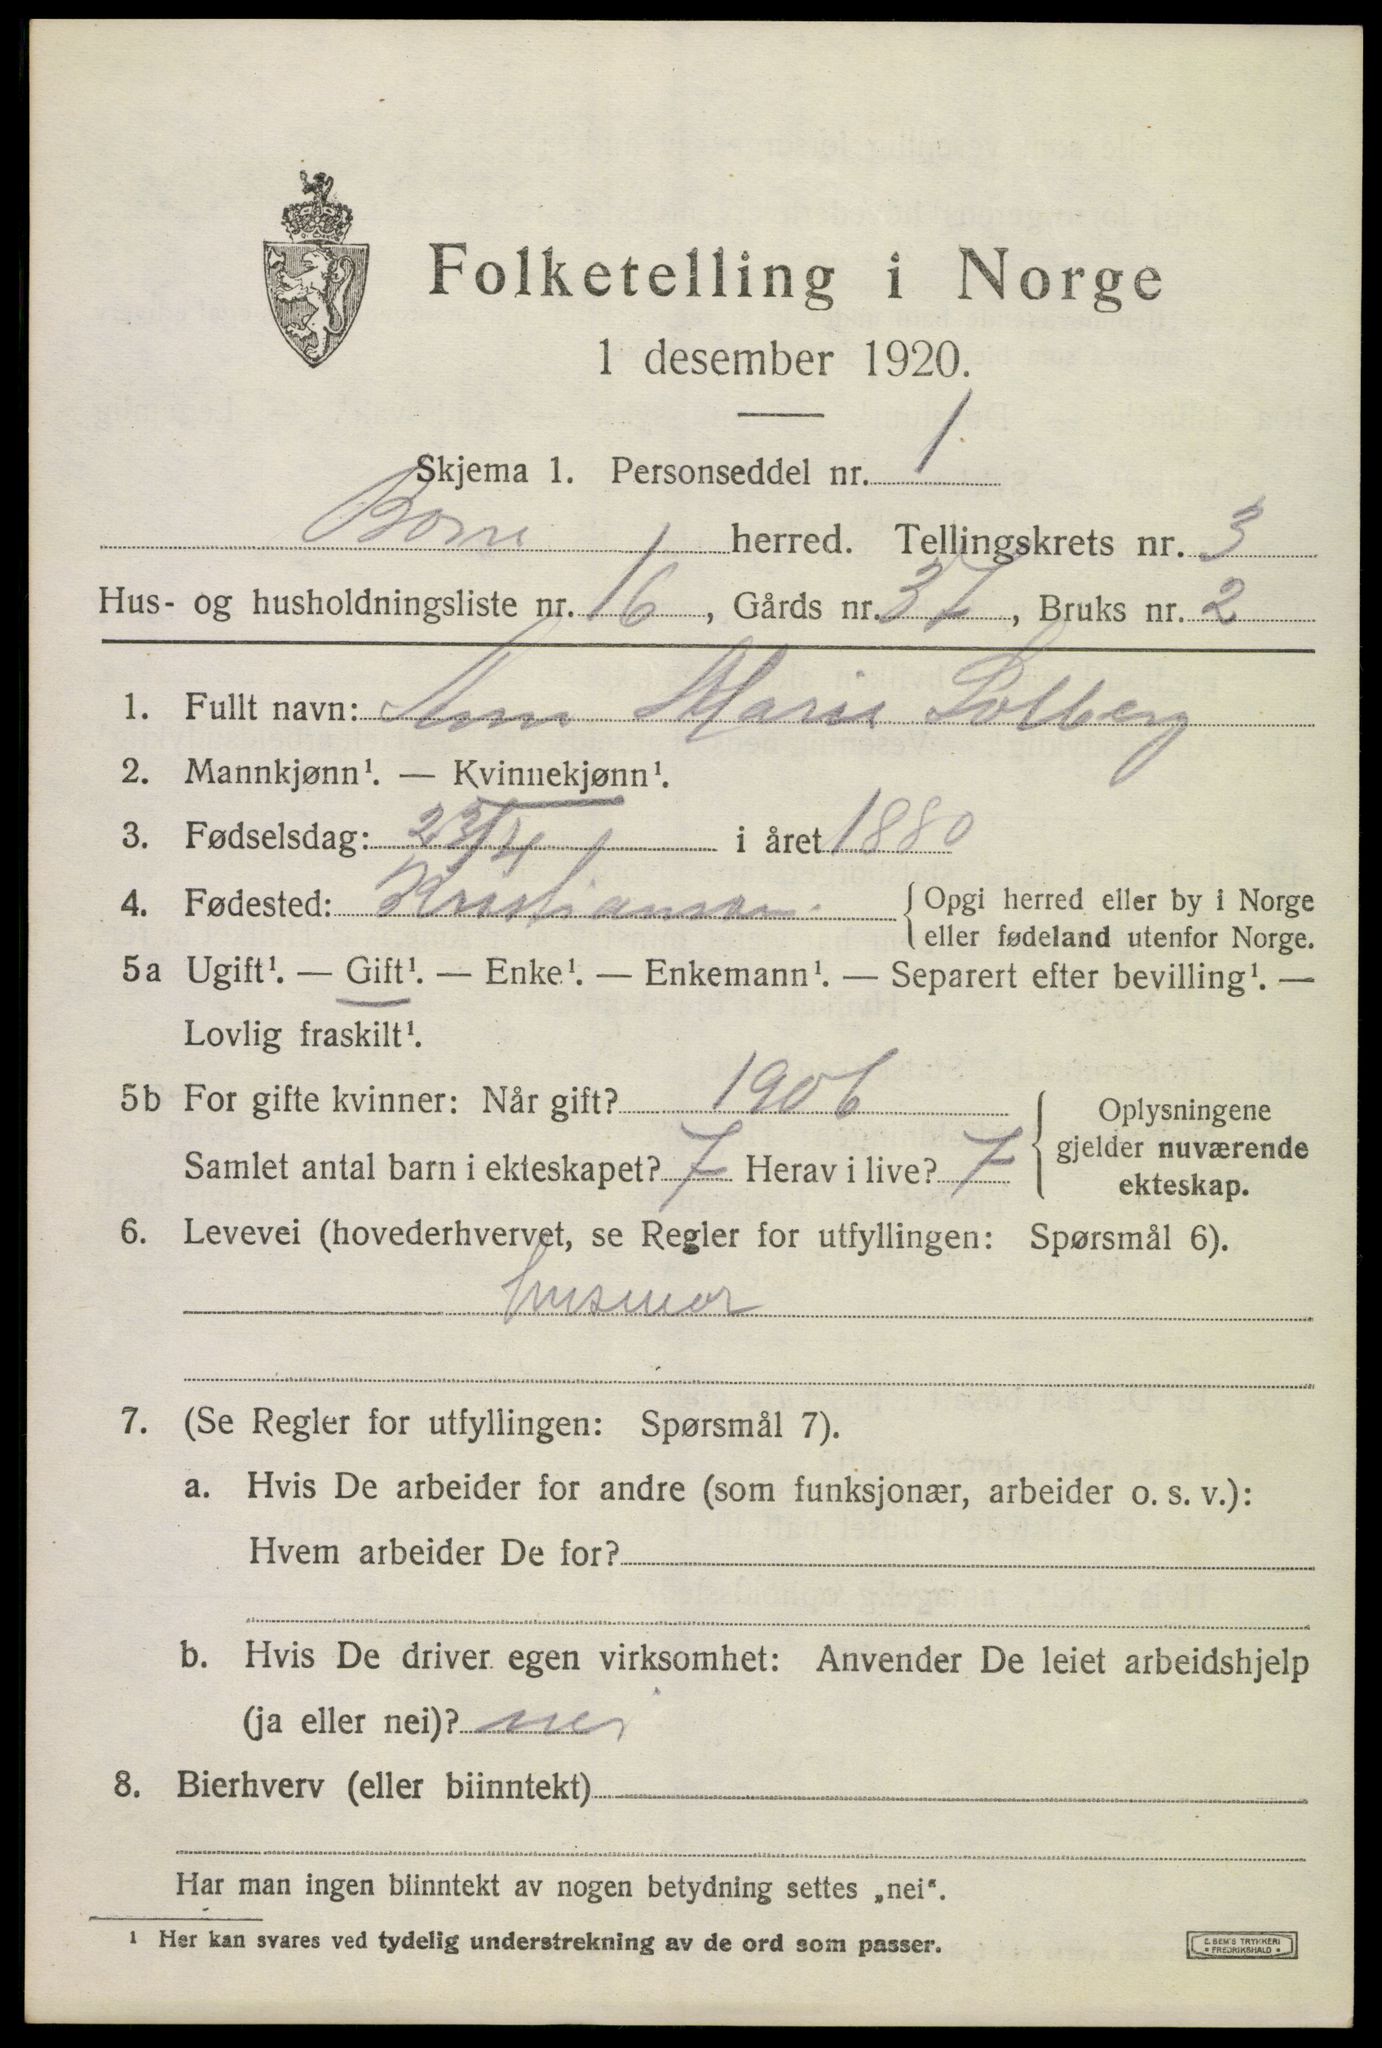 Folketelling i Norge
1 desember 1920.
Skjema 1. Personseddel nr. 1
Borre herred. Tellingskrets nr. 3
Hus- og husholdningsliste nr. 16, Gårds nr. 37, Bruks nr. 2
1. Fullt navn: Marie Solberg
2. Mannkjønn¹. — Kvinnekjønn¹.
3. Fødselsdag: 23/4 i året 1880
4. Fødested: Kristiansen {Opgi herred eller by i Norge
eller fødeland utenfor Norge.
5a Ugift¹. — Gift¹. — Enke¹. — Enkemann¹. — Separert efter bevilling¹. —
Lovlig fraskilt¹.
5b For gifte kvinner: Når gift? 1906
Samlet antal barn i ekteskapet? 7 Herav i live? 7
Oplysningene
gjelder nuværende
ekteskap.
6. Levevei (hovederhvervet, se Regler for utfyllingen: Spørsmål 6).
husmor
7. (Se Regler for utfyllingen: Spørsmål 7).
a. Hvis De arbeider for andre (som funksjonær, arbeider o. s. v.):
Hvem arbeider De for?
b. Hvis De driver egen virksomhet: Anvender De leiet arbeidshjelp
(ja eller nei)? nei
8. Bierhverv (eller biinntekt)
Har man ingen biinntekt av nogen betydning settes „nei“.
¹ Her kan svares ved tydelig understrekning av de ord som passer.
E. SEM'S TRYKKERI
• FREDRIKSHALD •